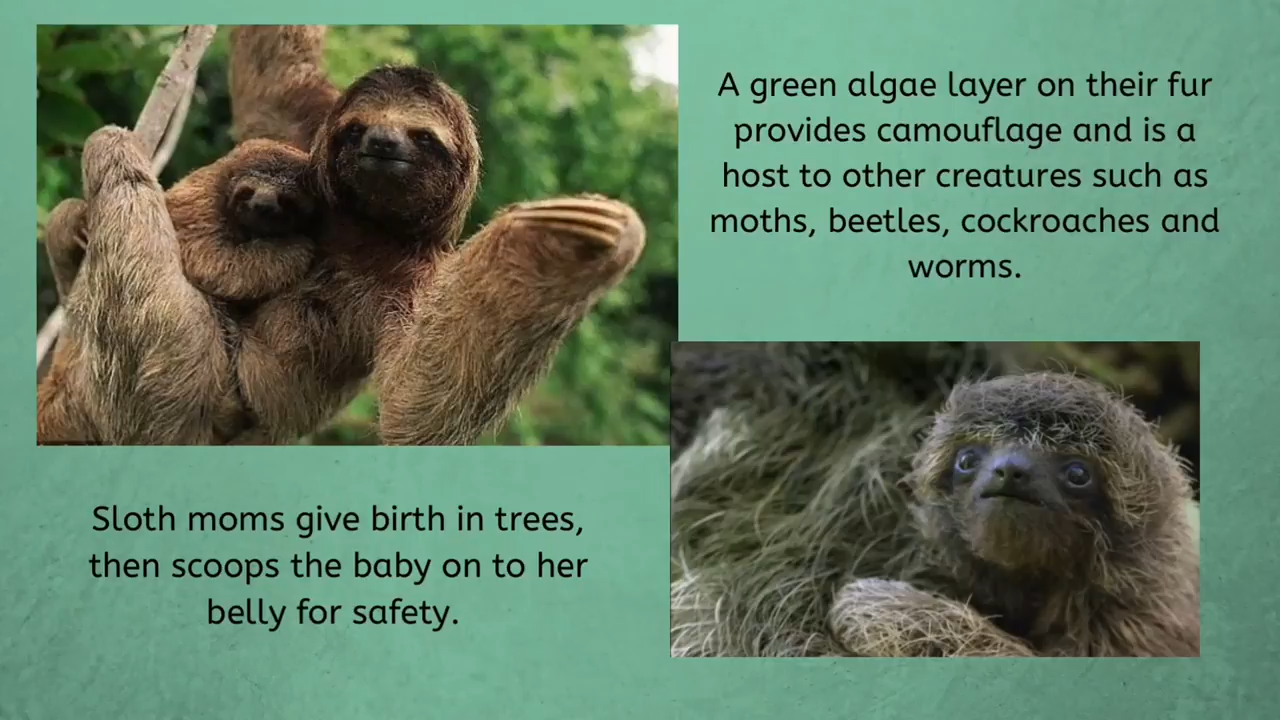 A green algae layer on their fur
provides camouflage and is a
host to other creatures such as
moths, beetles, cockroaches and
worms.
Sloth moms give birth in trees,
then scoops the baby on to her
belly for safety.